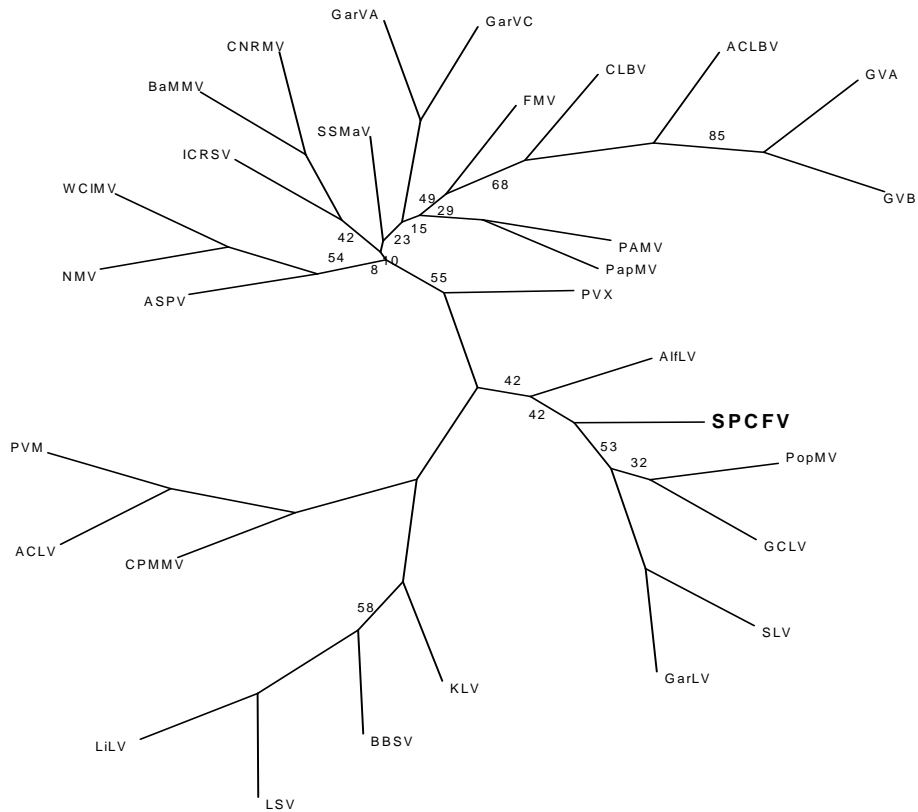 GarVA
GarVC
CNRMV
ACLBV
CLBV
GVA
BaMMV
FMV
SSMaV
85
ICRSV
68
WCIMV
49
29
GVB
15
42
23
PAMV
54
10
8
PapMV
NMV
55
PVX
ASPV
AlfLV
42
42
SPCFV
PVM
53
PopMV
32
GCLV
ACLV
CPMMV
58
SLV
GarLV
KLV
LiLV
BBSV
LSV